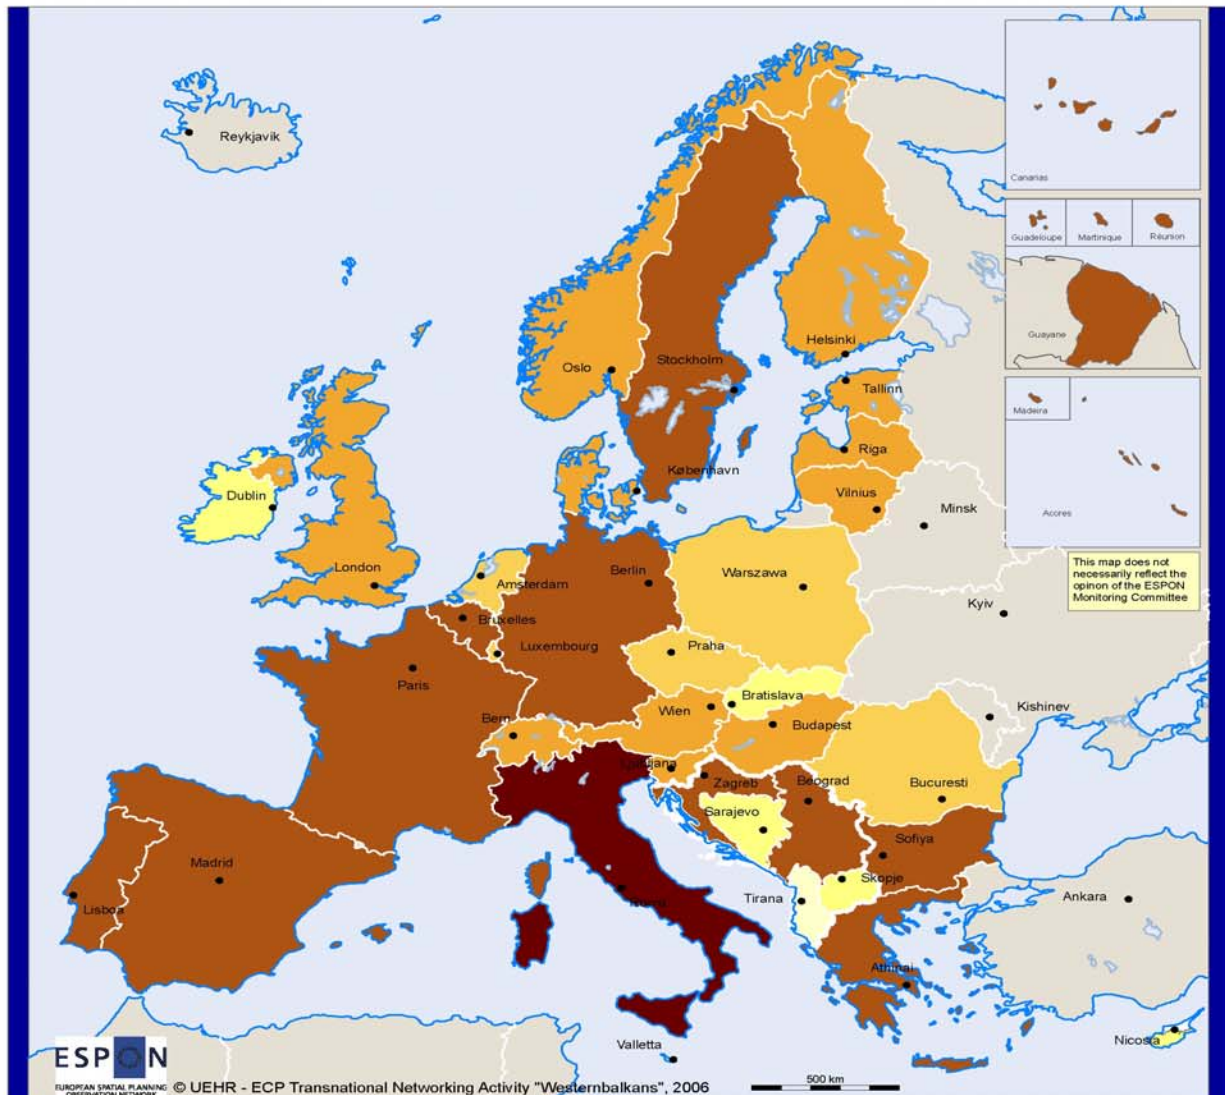 Reykjavik
Canarias
Guadeloupe
Martinique
Réunion
Guayane
Helsinki
Oslo
Stockholm
Tallinn
Madeira
Riga
København
Dublin
Vilnius
Minsk
Acores
London
Amsterdam
Berlin
Warszawa
This map does not
necessarily reflect the
opinon of the ESPON
Monitoring Committee
Kyiv
Bruxelles
Luxembourg
Praha
Paris
Bratislava
Bern
Wien
Budapest
Kishinev
Ljubljana
Zagreb
Beograd
Bucuresti
Sarajevo
Sofiya
Madrid
Skopje
Lisboa
Roma
Tirana
Ankara
Athinai
Valletta
Nicosia
ESPON
EUROPEAN SPATIAL PLANNING
OBSERVATION NETWORK
© UEHR - ECP Transnational Networking Activity "Westernbalkans", 2006
500 km